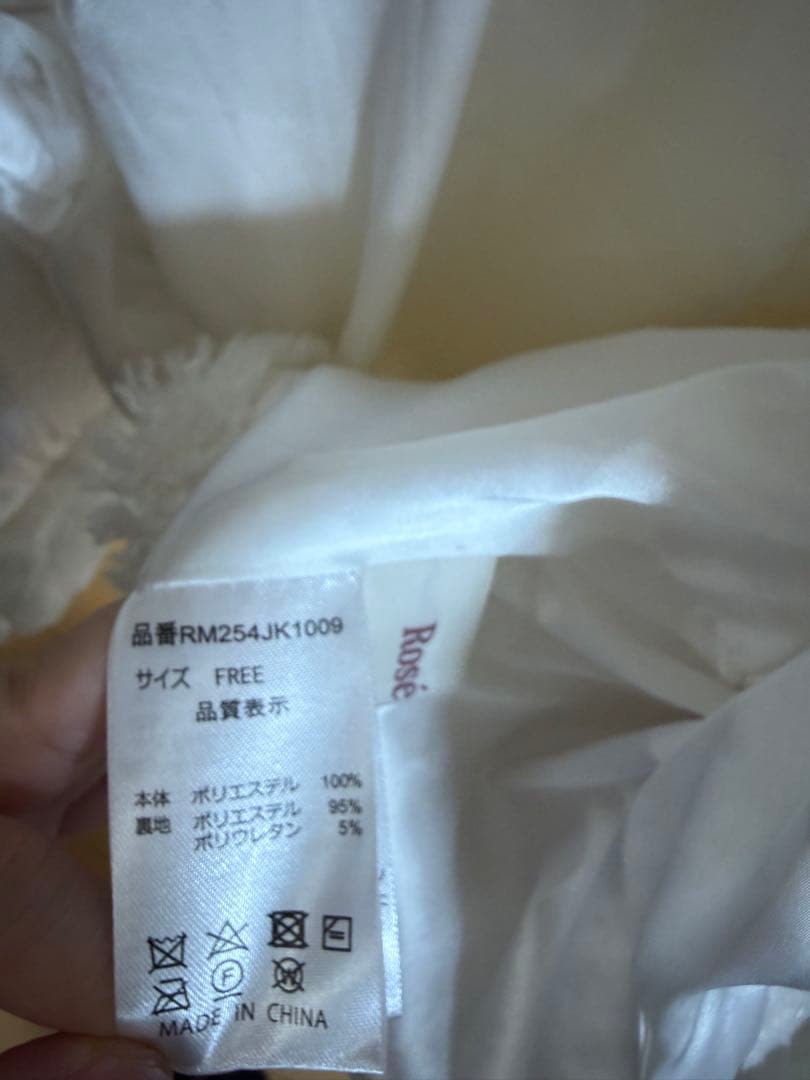 品番RM254JK1009
サイズ FREE
品質表示
本体 ポリエステル 100%
裏地 ポリエステル 95%
ポリウレタン 5%
F
W
MADE IN CHINA
Rosé